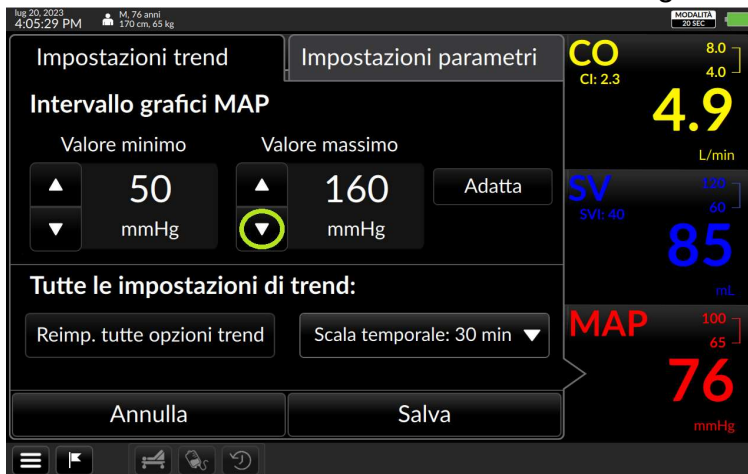 lug 20, 2023
4:05:29 PM
M, 76 anni
170 cm, 65 kg
MODALITÀ
20 SEC
Impostazioni trend
Impostazioni parametri
Intervallo grafici MAP
Valore minimo
Valore massimo
50
mmHg
160
mmHg
Adatta
Tutte le impostazioni di trend:
Reimp. tutte opzioni trend
Scala temporale: 30 min
Annulla
Salva
CO
CI: 2.3
8.0
4.0
4.9
L/min
SV
SVI: 40
120
60
85
mL
MAP
100
65
76
mmHg